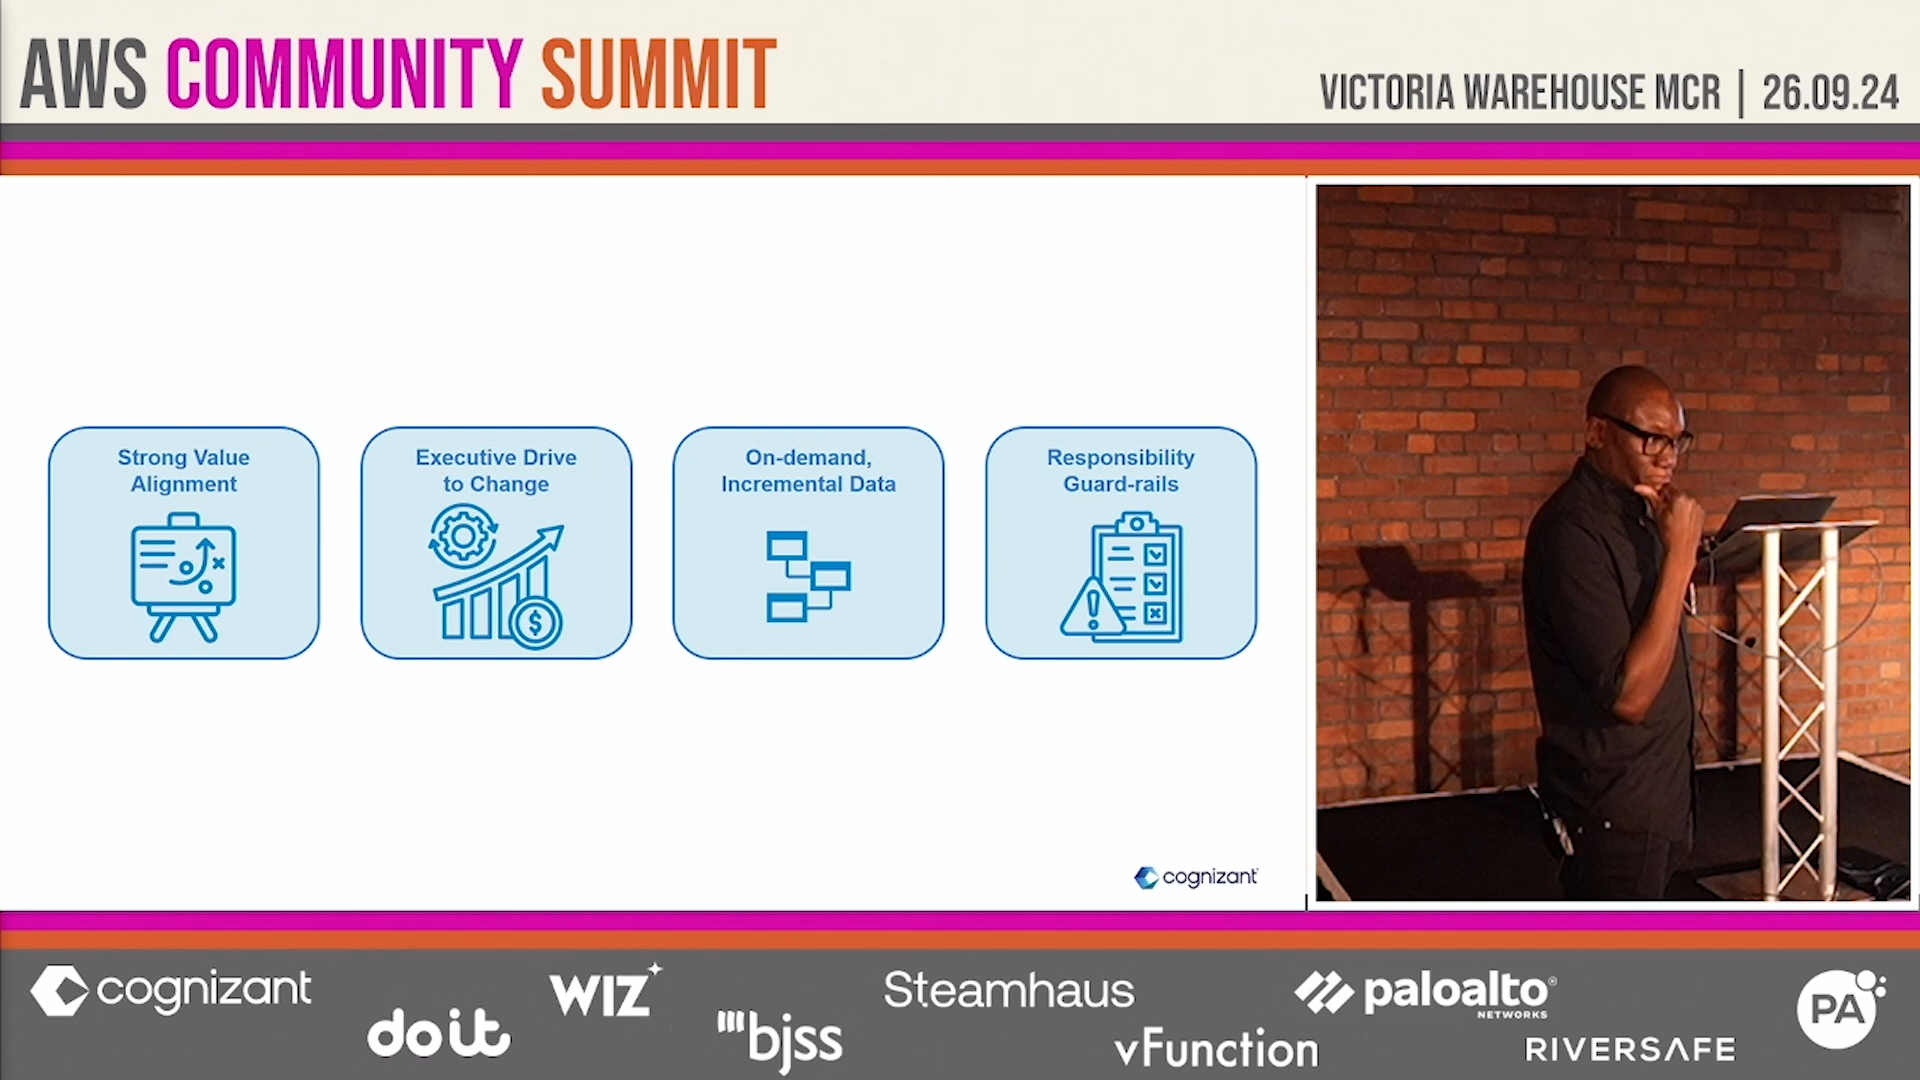 AWS COMMUNITY SUMMIT
VICTORIA WAREHOUSE MCR | 26.09.24
Strong Value
Alignment
Executive Drive
to Change
On-demand,
Incremental Data
Responsibility
Guard-rails
cognizant
cognizant
doit
WIZ
bjss
Steamhaus
vFunction
paloalto®
NETWORKS
RIVERSAFE
PA